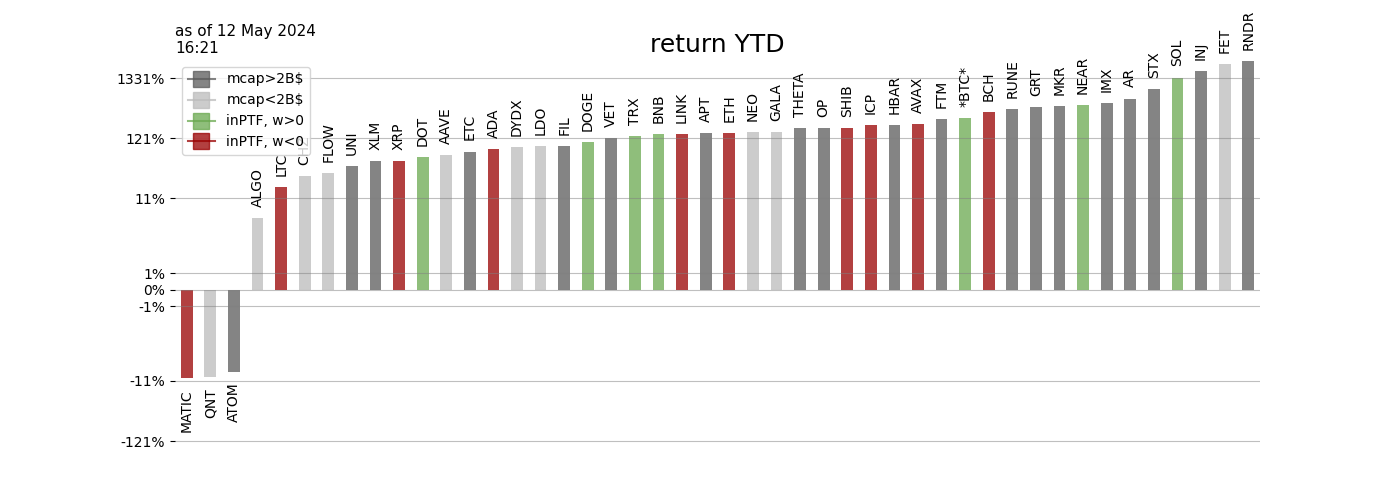 as of 12 May 2024
16:21
return YTD
mcap>2B$
mcap<2B$
inPTF, w>0
inPTF, w<0
1331%
121%
11%
1%
0%
-1%
-11%
-121%
MATIC
QNT
ATOM
ALGO
LTC
FLOW
UNI
XLM
XRP
DOT
AAVE
ETC
ADA
DYDX
LDO
FIL
DOGE
VET
TRX
BNB
LINK
APT
ETH
NEO
GALA
THETA
OP
SHIB
ICP
HBAR
AVAX
FTM
*BTC*
BCH
RUNE
GRT
MKR
NEAR
IMX
AR
STX
SOL
INJ
FET
RNDR